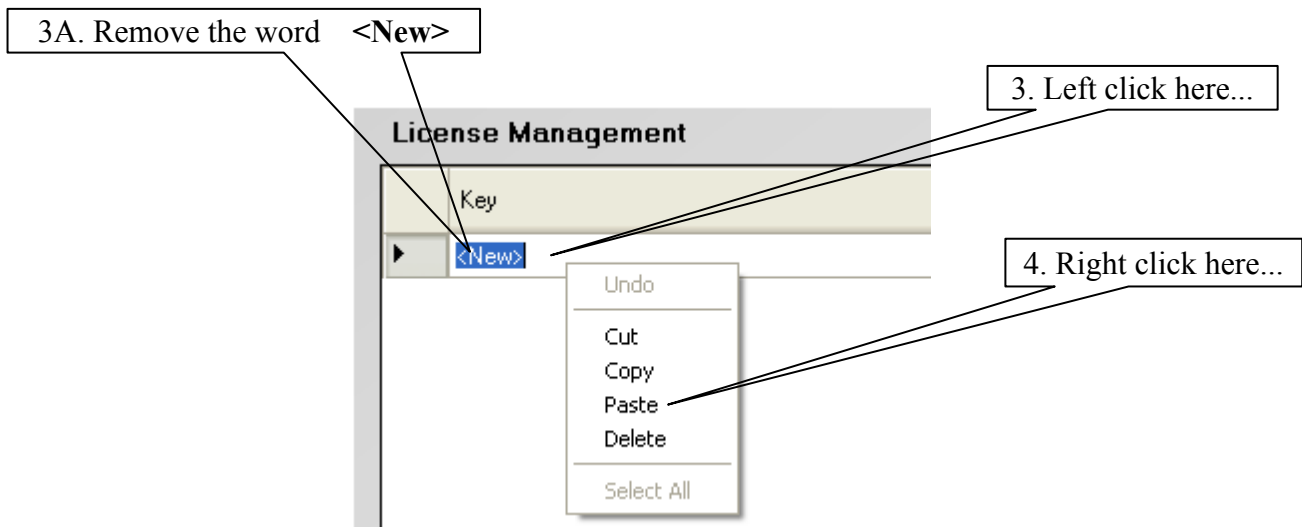 3A. Remove the word <New>
3. Left click here...
License Management
Key
<New>
4. Right click here...
Undo
Cut
Copy
Paste
Delete
Select All